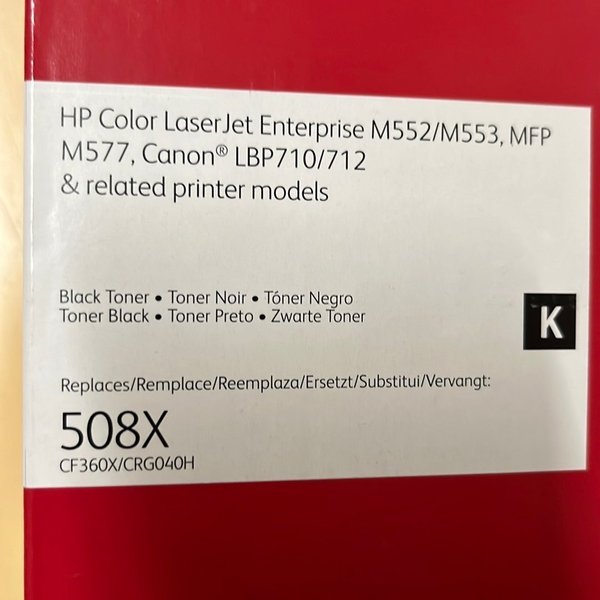 HP Color LaserJet Enterprise M552/M553, MFP
M577, Canon® LBP710/712
& related printer models
Black Toner • Toner Noir • Tóner Negro
Toner Black • Toner Preto • Zwarte Toner
K
Replaces/Remplace/Reemplaza/Ersetzt/Substitui/Vervangt:
508X
CF360X/CRG040H